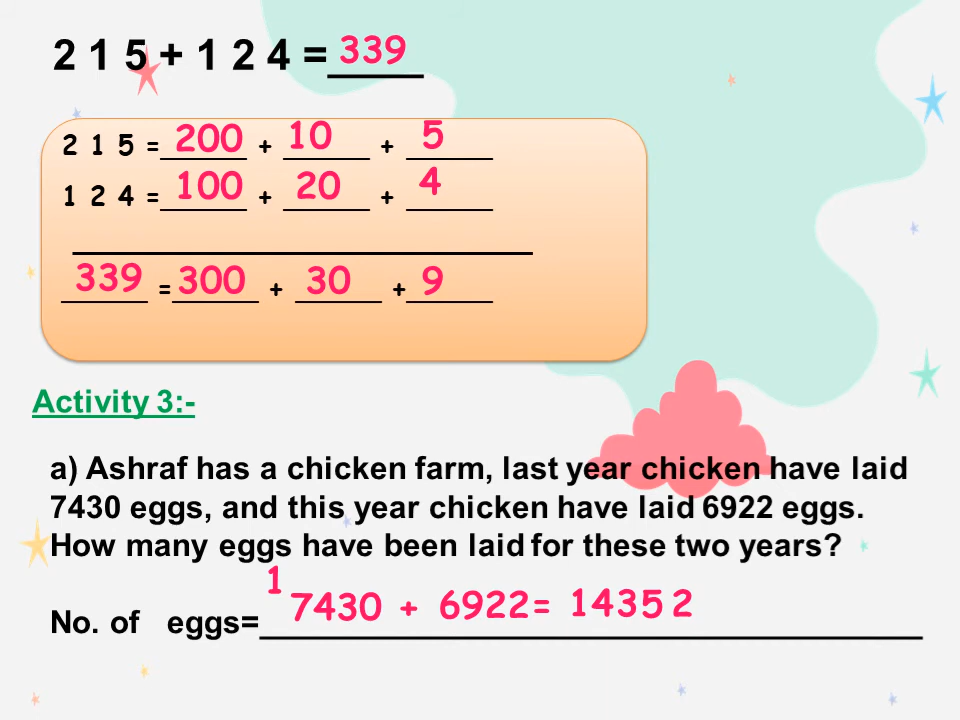 2 1 5 + 1 2 4 = 339
2 1 5 = 200 + 10 + 5
1 2 4 = 100 + 20 + 4
339 = 300 + 30 + 9
Activity 3:-
a) Ashraf has a chicken farm, last year chicken have laid
7430 eggs, and this year chicken have laid 6922 eggs.
How many eggs have been laid for these two years?
1
No. of eggs= 7430 + 6922= 14352